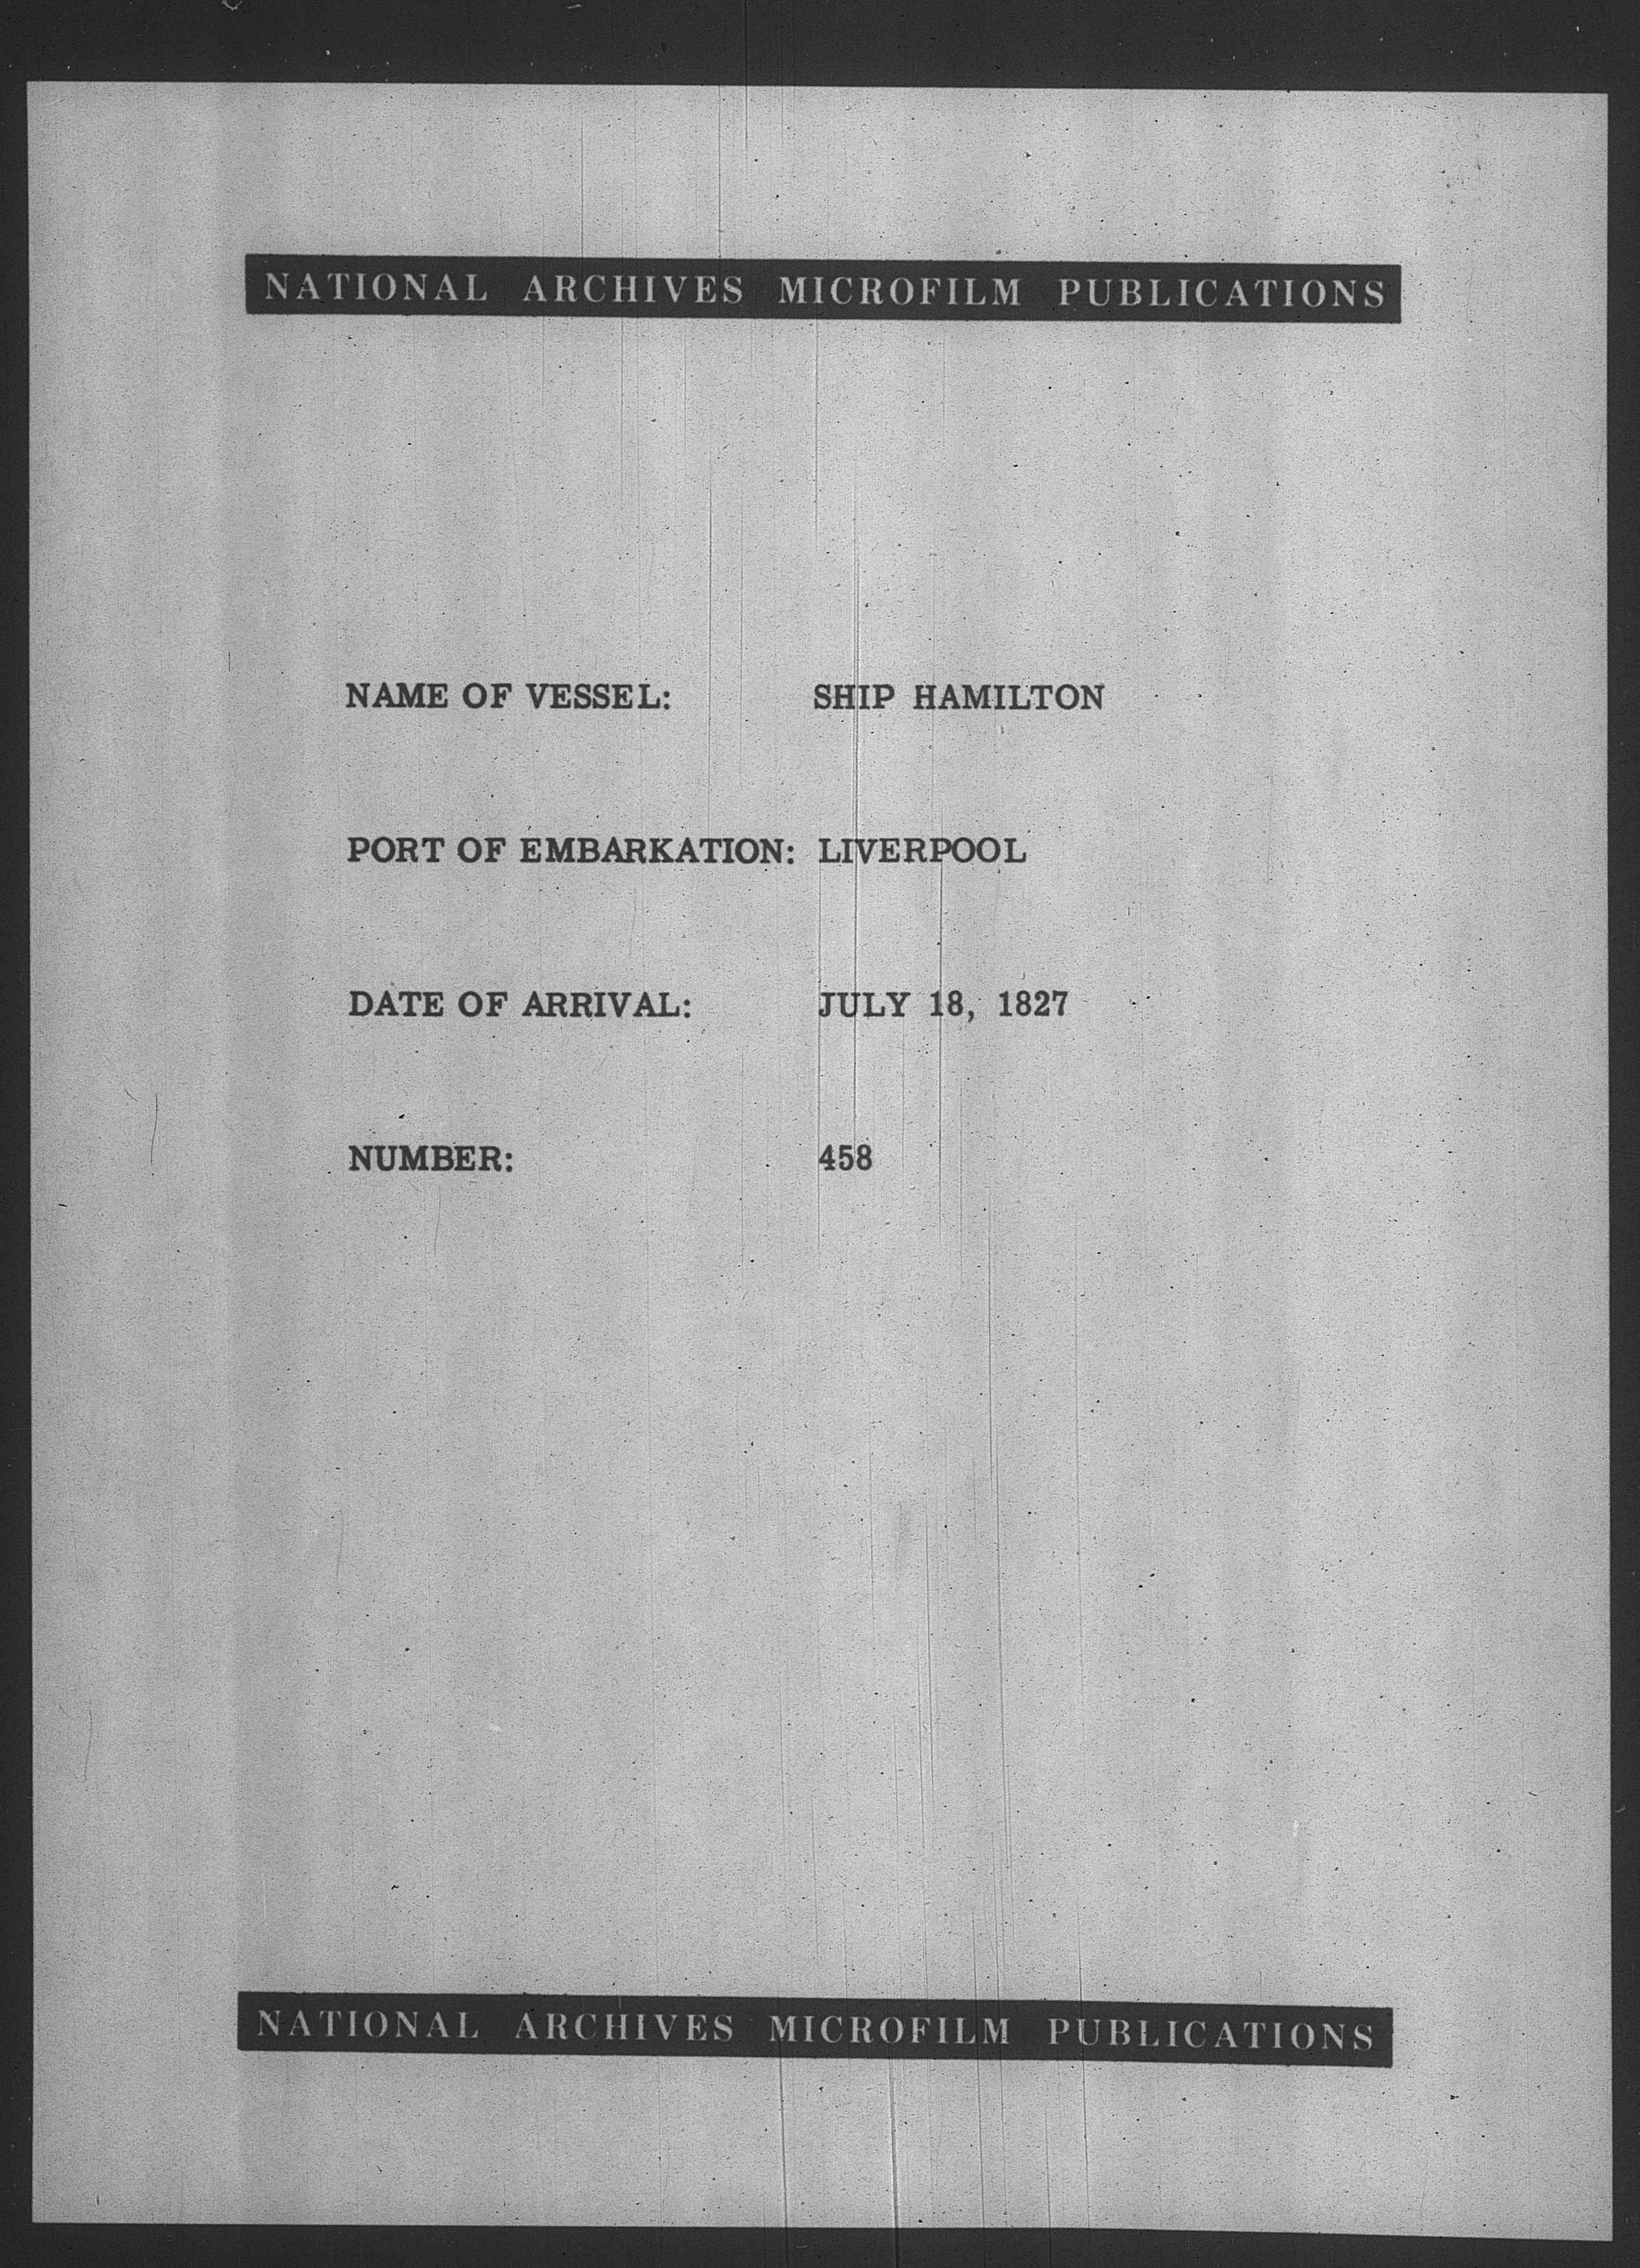 NATIONAL ARCHIVES MICROFILM PUBLICATIONS
NAME OF VESSEL: SHIP HAMILTON
PORT OF EMBARKATION: LIVERPOOL
DATE OF ARRIVAL: JULY 18, 1827
NUMBER: 458
NATIONAL ARCHIVES MICROFILM PUBLICATIONS